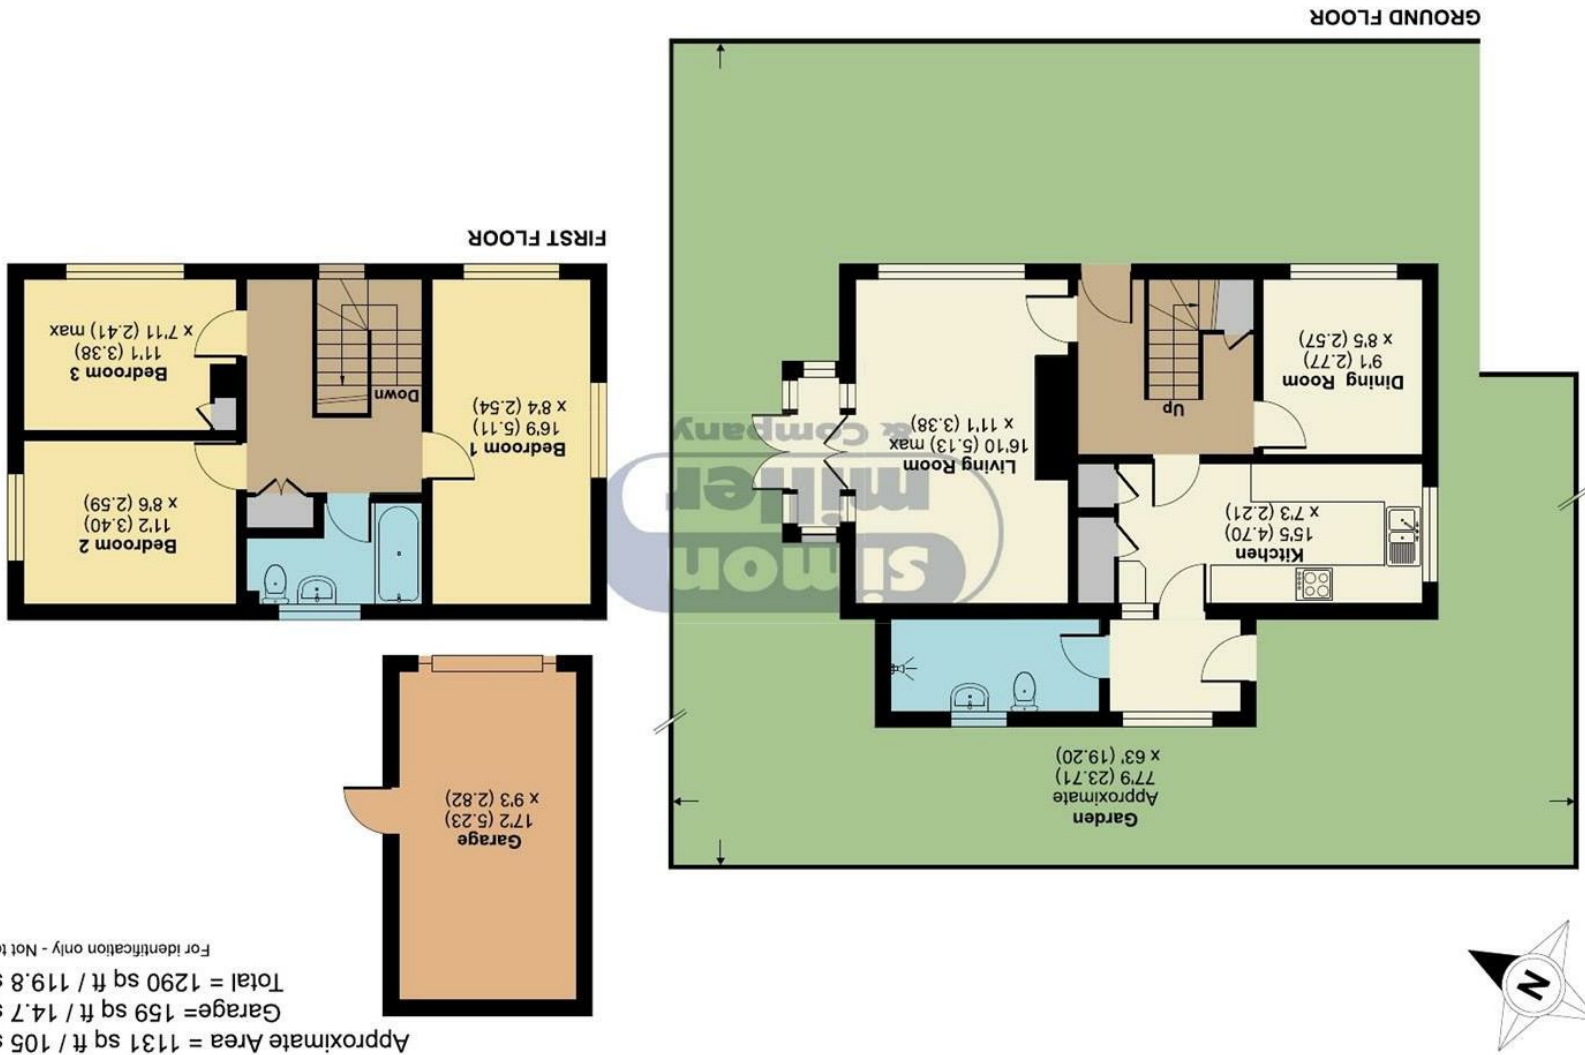 Approximate Area = 1131 sq ft / 105 s
Garage= 159 sq ft / 14.7 s
Total = 1290 sq ft / 119.8 s
For identification only - Not to
N
Garden
Approximate
77'9 (23.71)
x 63' (19.20)
Garage
17'2 (5.23)
x 9'3 (2.82)
Kitchen
15'5 (4.70)
x 7'3 (2.21)
Living Room
16'10 (5.13) max
x 11'1 (3.38)
Dining Room
9'1 (2.77)
x 8'5 (2.57)
Up
simon
miller
& Company
Bedroom 2
11'2 (3.40)
x 8'6 (2.59)
Bedroom 1
16'9 (5.11)
x 8'4 (2.54)
Down
Bedroom 3
11'1 (3.38)
x 7'11 (2.41) max
FIRST FLOOR
GROUND FLOOR